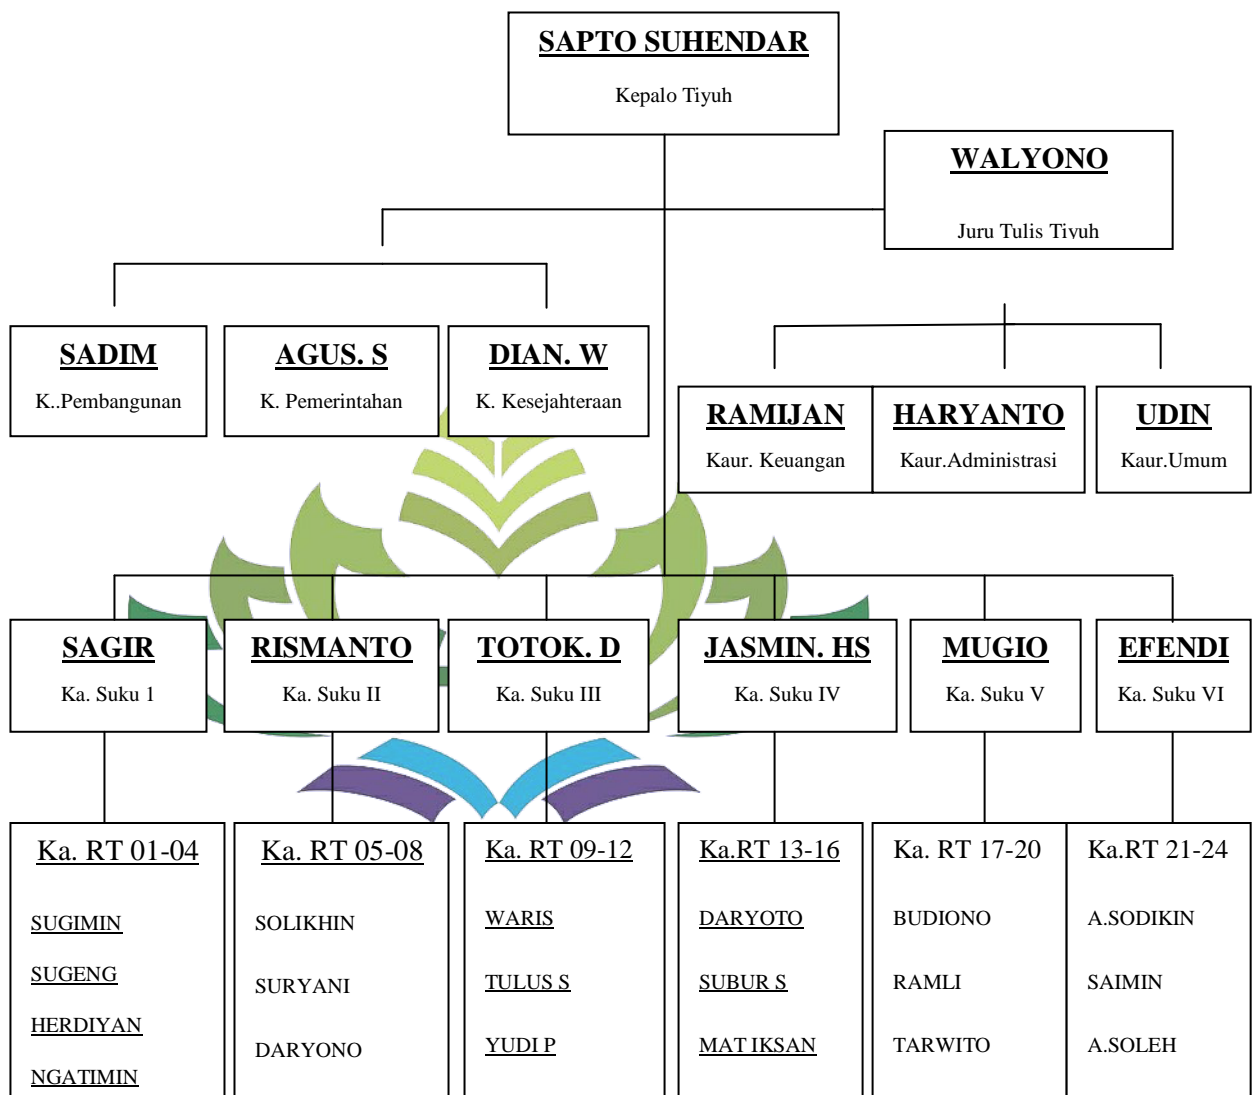 SAPTO SUHENDAR
Kepalo Tiyuh
WALYONO
Juru Tulis Tiyuh
SADIM
K..Pembangunan
AGUS. S
K. Pemerintahan
DIAN. W
K. Kesejahteraan
RAMIJAN
Kaur. Keuangan
HARYANTO
Kaur.Administrasi
UDIN
Kaur.Umum
SAGIR
Ka. Suku 1
RISMANTO
Ka. Suku II
TOTOK. D
Ka. Suku III
JASMIN. HS
Ka. Suku IV
MUGIO
Ka. Suku V
EFENDI
Ka. Suku VI
Ka. RT 01-04
SUGIMIN
SUGENG
HERDIYAN
NGATIMIN
Ka. RT 05-08
SOLIKHIN
SURYANI
DARYONO
Ka. RT 09-12
WARIS
TULUS S
YUDI P
Ka.RT 13-16
DARYOTO
SUBUR S
MAT IKSAN
Ka. RT 17-20
BUDIONO
RAMLI
TARWITO
Ka.RT 21-24
A.SODIKIN
SAIMIN
A.SOLEH